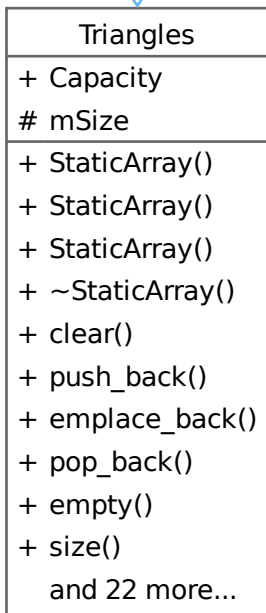 Triangles
+ Capacity
# mSize
+ StaticArray()
+ StaticArray()
+ StaticArray()
+ ~StaticArray()
+ clear()
+ push_back()
+ emplace_back()
+ pop_back()
+ empty()
+ size()
and 22 more...